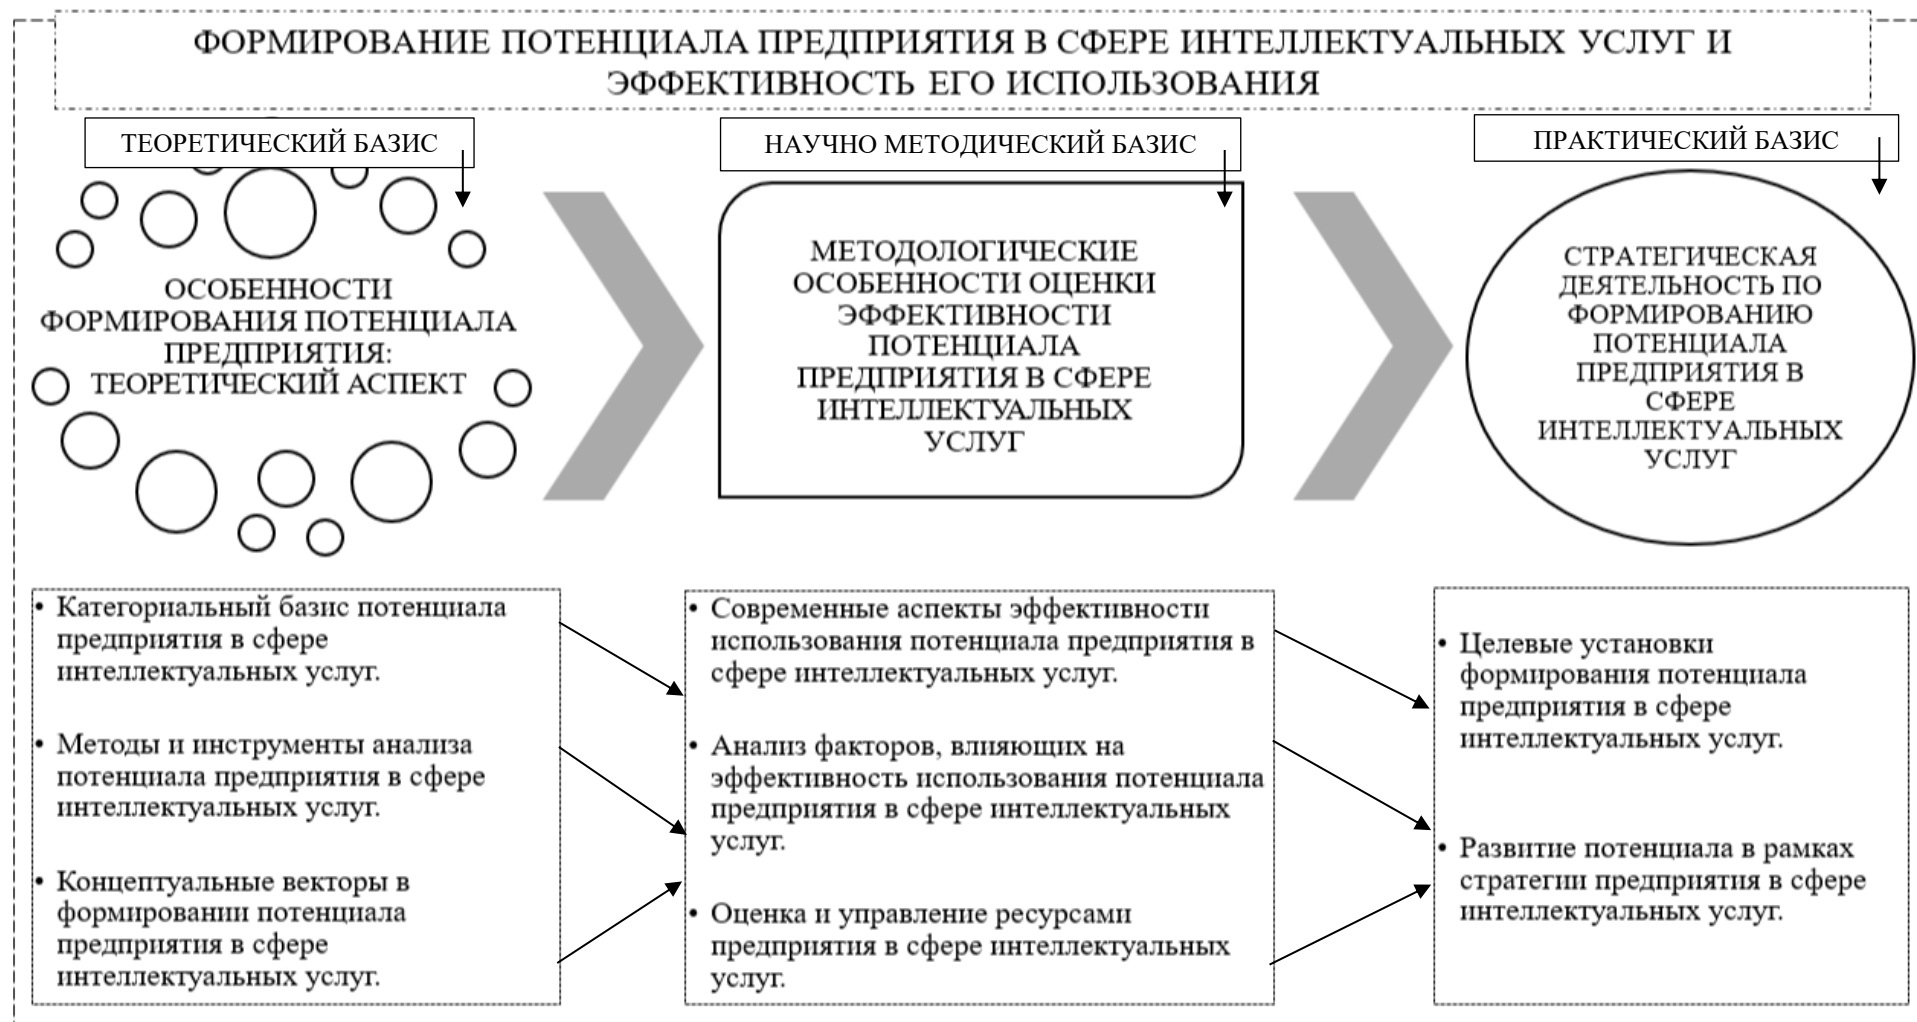 ФОРМИРОВАНИЕ ПОТЕНЦИАЛА ПРЕДПРИЯТИЯ В СФЕРЕ ИНТЕЛЛЕКТУАЛЬНЫХ УСЛУГ И
ЭФФЕКТИВНОСТЬ ЕГО ИСПОЛЬЗОВАНИЯ
ТЕОРЕТИЧЕСКИЙ БАЗИС
ОСОБЕННОСТИ
ФОРМИРОВАНИЯ ПОТЕНЦИАЛА
ПРЕДПРИЯТИЯ:
ТЕОРЕТИЧЕСКИЙ АСПЕКТ
НАУЧНО МЕТОДИЧЕСКИЙ БАЗИС
МЕТОДОЛОГИЧЕСКИЕ
ОСОБЕННОСТИ ОЦЕНКИ
ЭФФЕКТИВНОСТИ
ПОТЕНЦИАЛА
ПРЕДПРИЯТИЯ В СФЕРЕ
ИНТЕЛЛЕКТУАЛЬНЫХ
УСЛУГ
ПРАКТИЧЕСКИЙ БАЗИС
СТРАТЕГИЧЕСКАЯ
ДЕЯТЕЛЬНОСТЬ ПО
ФОРМИРОВАНИЮ
ПОТЕНЦИАЛА
ПРЕДПРИЯТИЯ В
СФЕРЕ
ИНТЕЛЛЕКТУАЛЬНЫХ
УСЛУГ
• Категориальный базис потенциала
предприятия в сфере
интеллектуальных услуг.
• Методы и инструменты анализа
потенциала предприятия в сфере
интеллектуальных услуг.
• Концептуальные векторы в
формировании потенциала
предприятия в сфере
интеллектуальных услуг.
• Современные аспекты эффективности
использования потенциала предприятия в
сфере интеллектуальных услуг.
• Анализ факторов, влияющих на
эффективность использования потенциала
предприятия в сфере интеллектуальных
услуг.
• Оценка и управление ресурсами
предприятия в сфере интеллектуальных
услуг.
• Целевые установки
формирования потенциала
предприятия в сфере
интеллектуальных услуг.
• Развитие потенциала в рамках
стратегии предприятия в сфере
интеллектуальных услуг.